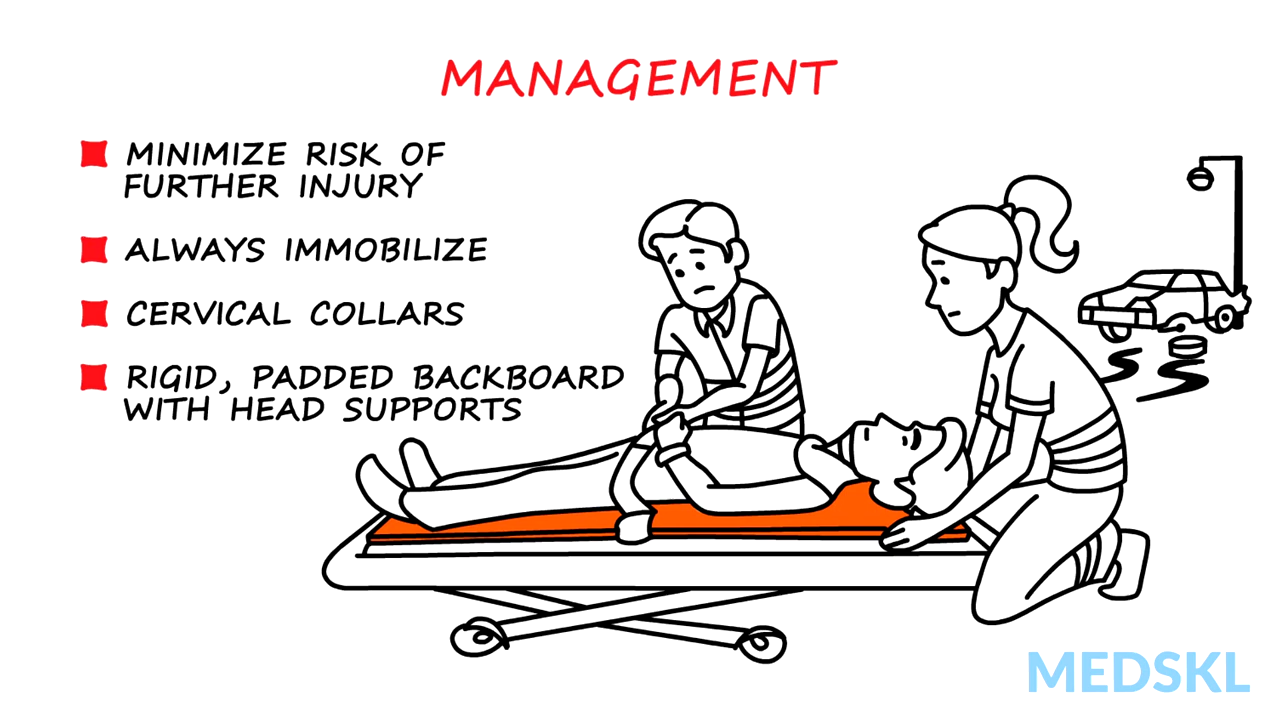 MANAGEMENT
MINIMIZE RISK OF
FURTHER INJURY
ALWAYS IMMOBILIZE
CERVICAL COLLARS
RIGID, PADDED BACKBOARD
WITH HEAD SUPPORTS
MEDSKL